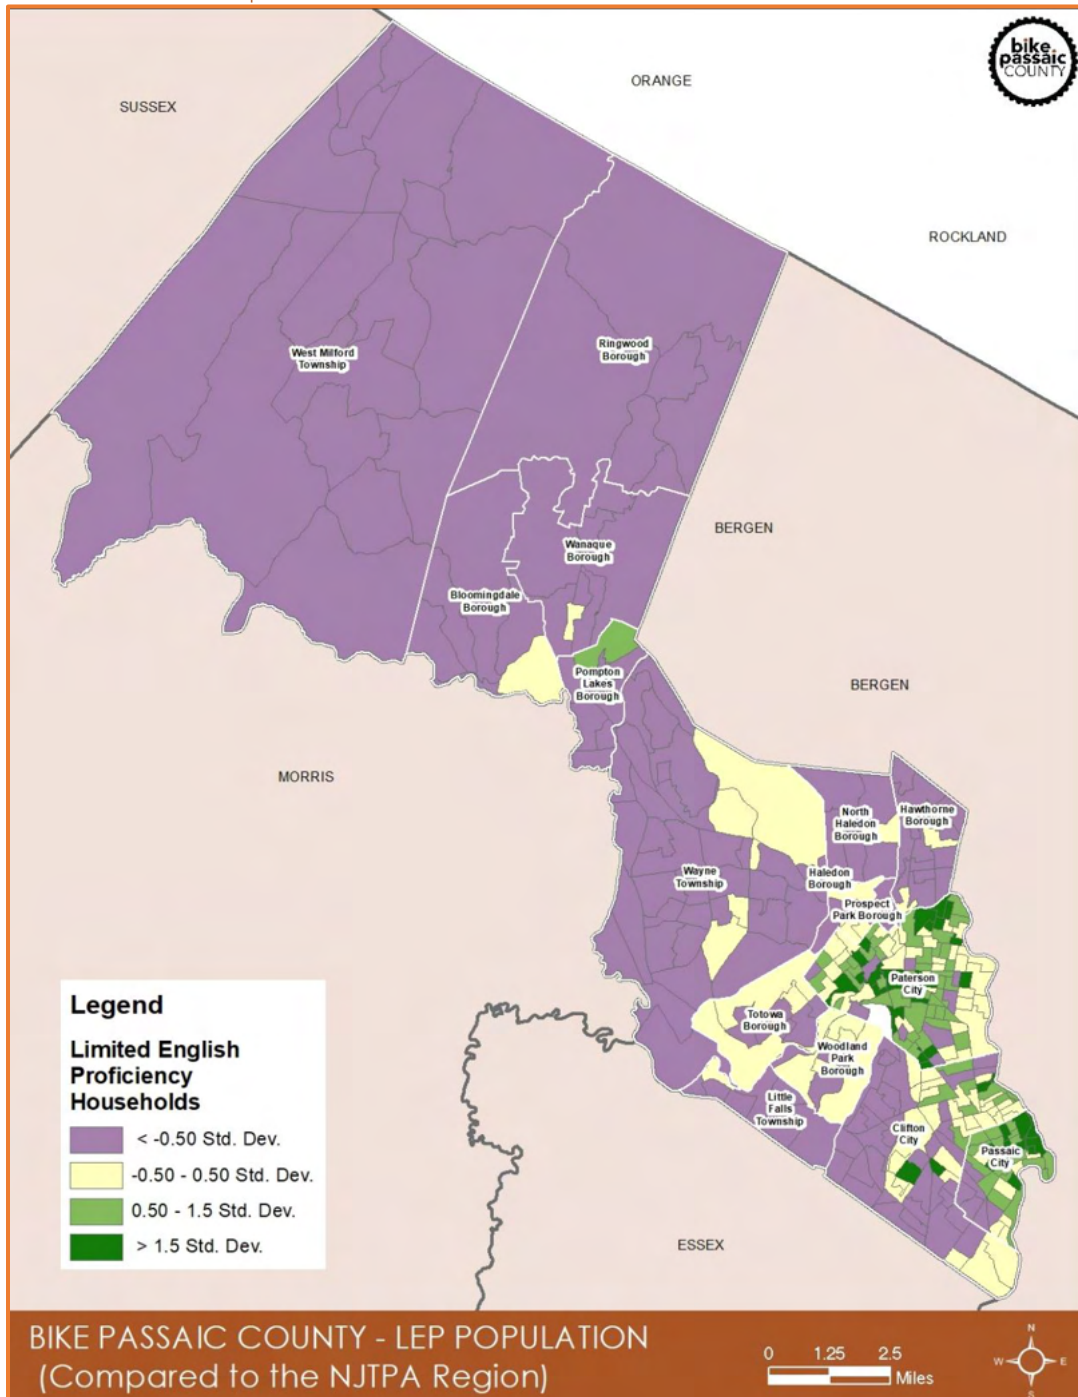 bike
passaic
COUNTY
ORANGE
SUSSEX
ROCKLAND
West Milford
Township
Ringwood
Borough
BERGEN
Wanaque
Borough
Bloomingdale
Borough
Pompton
Lakes
Borough
BERGEN
MORRIS
North
Haledon
Borough
Hawthorne
Borough
Wayne
Township
Haledon
Borough
Prospect
Park Borough
Paterson
City
Totowa
Borough
Woodland
Park
Borough
Little
Falls
Township
Clifton
City
Passaic
City
ESSEX
Legend
Limited English
Proficiency
Households
< -0.50 Std. Dev.
-0.50 - 0.50 Std. Dev.
0.50 - 1.5 Std. Dev.
> 1.5 Std. Dev.
BIKE PASSAIC COUNTY - LEP POPULATION
(Compared to the NJTPA Region)
0 1.25 2.5
Miles
N
W E
S